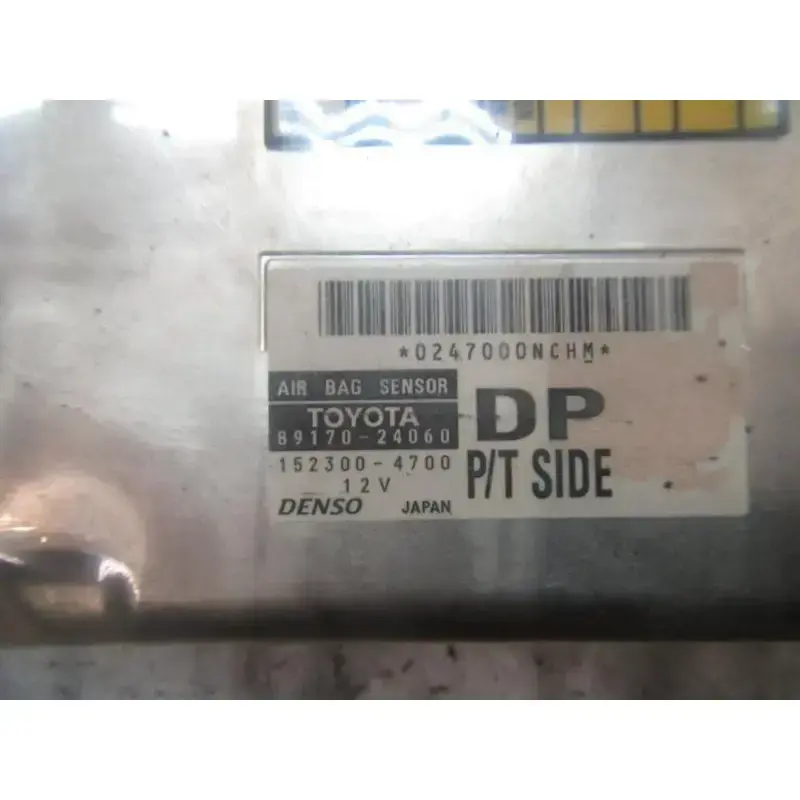 *0247000NCHM*
AIR BAG SENSOR
TOYOTA
89170-24060
DP
152300-4700
P/T SIDE
12V
DENSO JAPAN